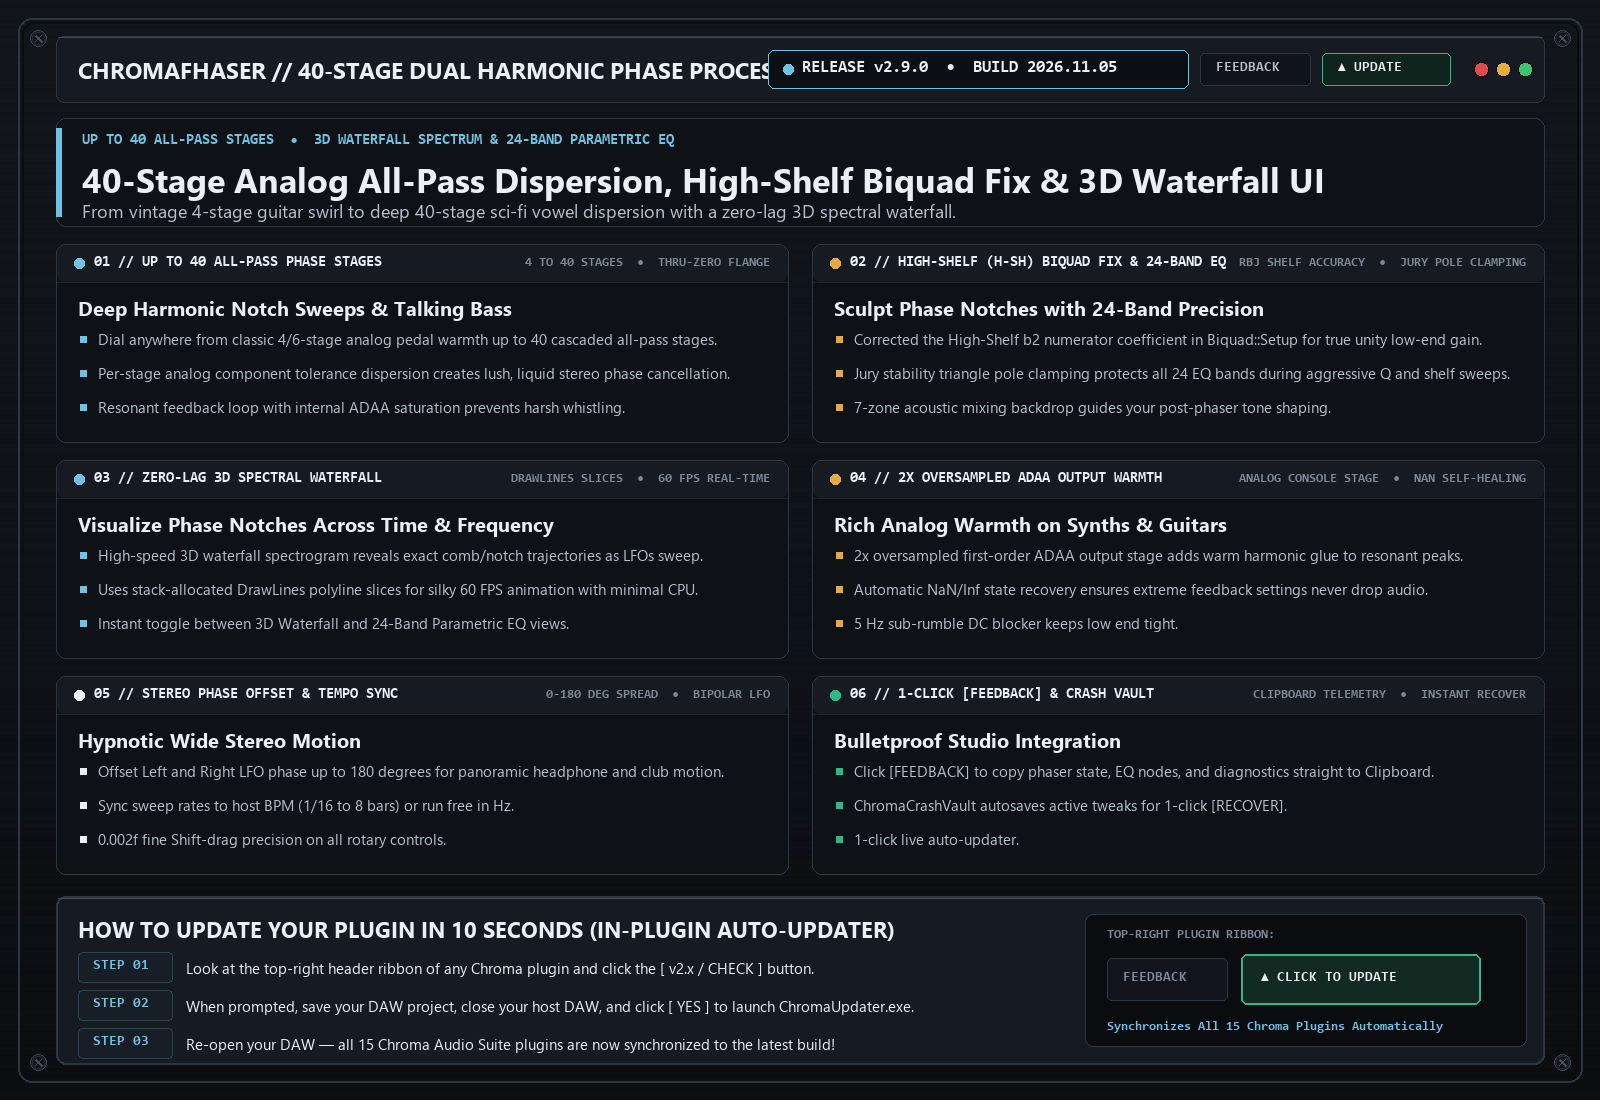 CHROMAFHASER // 40-STAGE DUAL HARMONIC PHASE PROCES
RELEASE v2.9.0 • BUILD 2026.11.05
FEEDBACK
▲ UPDATE
UP TO 40 ALL-PASS STAGES • 3D WATERFALL SPECTRUM & 24-BAND PARAMETRIC EQ
40-Stage Analog All-Pass Dispersion, High-Shelf Biquad Fix & 3D Waterfall UI
From vintage 4-stage guitar swirl to deep 40-stage sci-fi vowel dispersion with a zero-lag 3D spectral waterfall.
01 // UP TO 40 ALL-PASS PHASE STAGES
4 TO 40 STAGES • THRU-ZERO FLANGE
Deep Harmonic Notch Sweeps & Talking Bass
Dial anywhere from classic 4/6-stage analog pedal warmth up to 40 cascaded all-pass stages.
Per-stage analog component tolerance dispersion creates lush, liquid stereo phase cancellation.
Resonant feedback loop with internal ADAA saturation prevents harsh whistling.
02 // HIGH-SHELF (H-SH) BIQUAD FIX & 24-BAND EQ
RBJ SHELF ACCURACY • JURY POLE CLAMPING
Sculpt Phase Notches with 24-Band Precision
Corrected the High-Shelf b2 numerator coefficient in Biquad::Setup for true unity low-end gain.
Jury stability triangle pole clamping protects all 24 EQ bands during aggressive Q and shelf sweeps.
7-zone acoustic mixing backdrop guides your post-phaser tone shaping.
03 // ZERO-LAG 3D SPECTRAL WATERFALL
DRAWLINES SLICES • 60 FPS REAL-TIME
Visualize Phase Notches Across Time & Frequency
High-speed 3D waterfall spectrogram reveals exact comb/notch trajectories as LFOs sweep.
Uses stack-allocated DrawLines polyline slices for silky 60 FPS animation with minimal CPU.
Instant toggle between 3D Waterfall and 24-Band Parametric EQ views.
04 // 2X OVERSAMPLED ADAA OUTPUT WARMTH
ANALOG CONSOLE STAGE • NAN SELF-HEALING
Rich Analog Warmth on Synths & Guitars
2x oversampled first-order ADAA output stage adds warm harmonic glue to resonant peaks.
Automatic NaN/Inf state recovery ensures extreme feedback settings never drop audio.
5 Hz sub-rumble DC blocker keeps low end tight.
05 // STEREO PHASE OFFSET & TEMPO SYNC
0-180 DEG SPREAD • BIPOLAR LFO
Hypnotic Wide Stereo Motion
Offset Left and Right LFO phase up to 180 degrees for panoramic headphone and club motion.
Sync sweep rates to host BPM (1/16 to 8 bars) or run free in Hz.
0.002f fine Shift-drag precision on all rotary controls.
06 // 1-CLICK [FEEDBACK] & CRASH VAULT
CLIPBOARD TELEMETRY • INSTANT RECOVER
Bulletproof Studio Integration
Click [FEEDBACK] to copy phaser state, EQ nodes, and diagnostics straight to Clipboard.
ChromaCrashVault autosaves active tweaks for 1-click [RECOVER].
1-click live auto-updater.
HOW TO UPDATE YOUR PLUGIN IN 10 SECONDS (IN-PLUGIN AUTO-UPDATER)
STEP 01
Look at the top-right header ribbon of any Chroma plugin and click the [ v2.x / CHECK ] button.
STEP 02
When prompted, save your DAW project, close your host DAW, and click [ YES ] to launch ChromaUpdater.exe.
STEP 03
Re-open your DAW — all 15 Chroma Audio Suite plugins are now synchronized to the latest build!
TOP-RIGHT PLUGIN RIBBON:
FEEDBACK
▲ CLICK TO UPDATE
Synchronizes All 15 Chroma Plugins Automatically